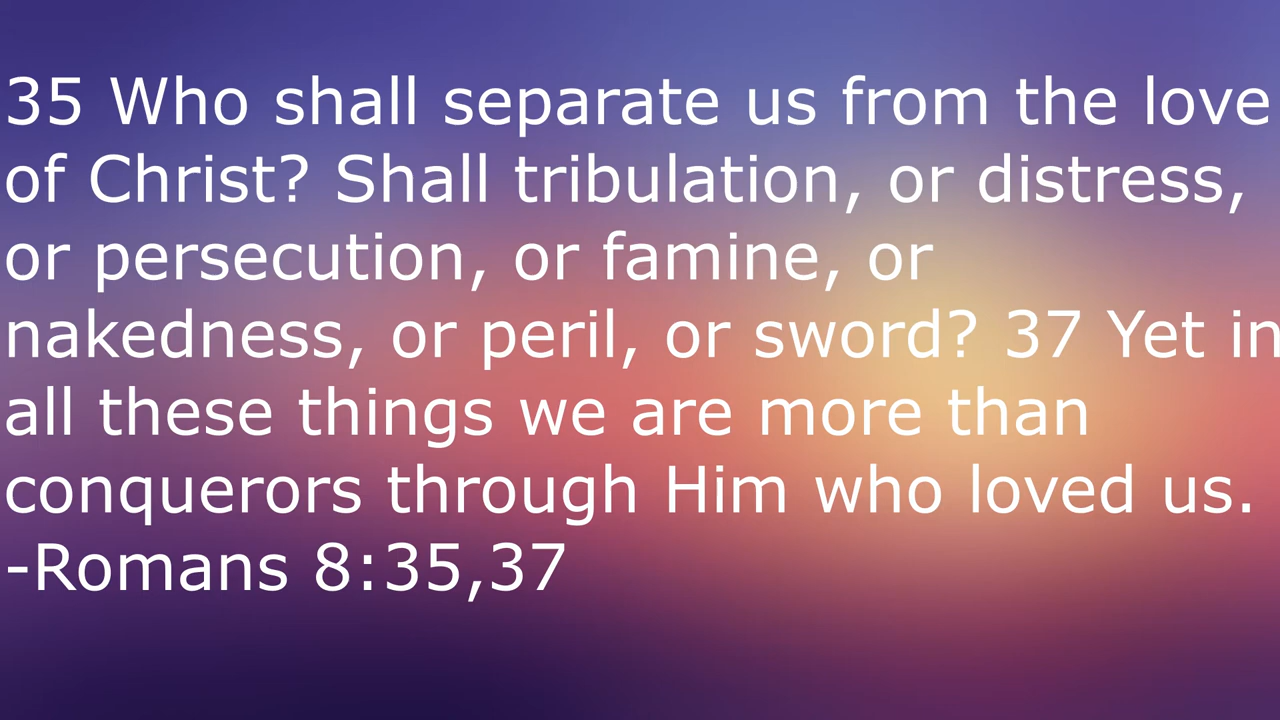 35 Who shall separate us from the love
of Christ? Shall tribulation, or distress,
or persecution, or famine, or
nakedness, or peril, or sword? 37 Yet in
all these things we are more than
conquerors through Him who loved us.
-Romans 8:35,37